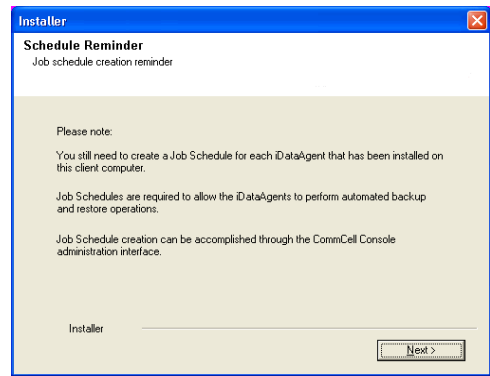 Installer
Schedule Reminder
Job schedule creation reminder
Please note:
You still need to create a Job Schedule for each iDataAgent that has been installed on
this client computer.
Job Schedules are required to allow the iDataAgents to perform automated backup
and restore operations.
Job Schedule creation can be accomplished through the CommCell Console
administration interface.
Installer
Next >